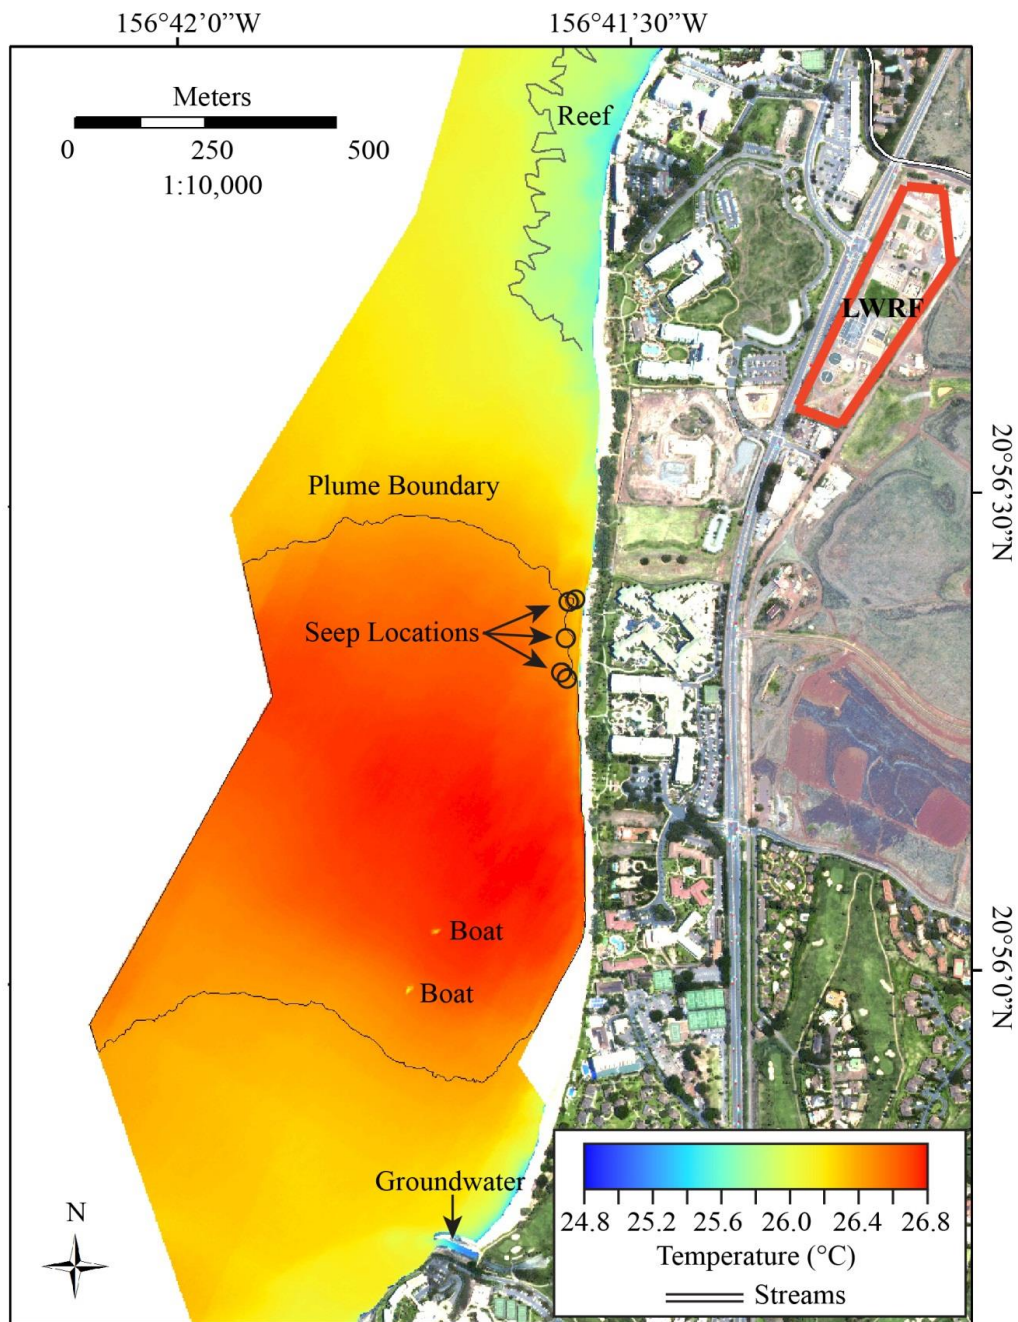 156°42’0”W
156°41’30”W
Meters
0 250 500
1:10,000
Reef
LWRF
Plume Boundary
20°56’30”N
Seep Locations
Boat
Boat
20°56’0”N
Groundwater
N
24.8 25.2 25.6 26.0 26.4 26.8
Temperature (°C)
Streams